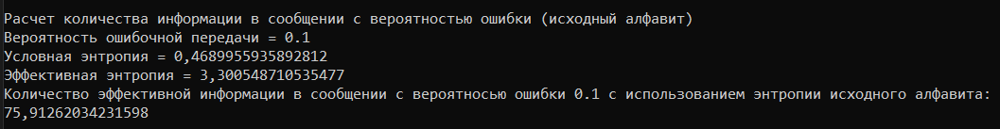 Расчет количества информации в сообщении с вероятностью ошибки (исходный алфавит)
Вероятность ошибочной передачи = 0.1
Условная энтропия = 0,4689955935892812
Эффективная энтропия = 3,300548710535477
Количество эффективной информации в сообщении с вероятносью ошибки 0.1 с использованием энтропии исходного алфавита:
75,91262034231598